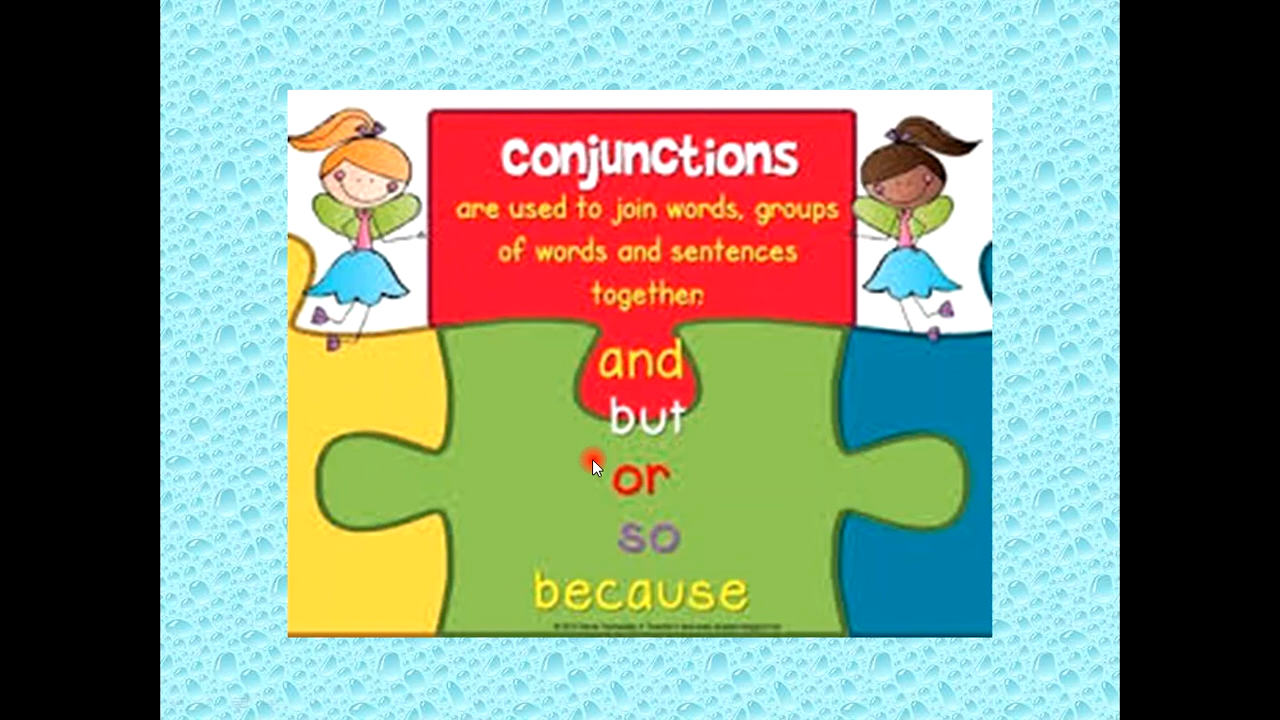 conjunctions
are used to join words, groups
of words and sentences
together.
and
but
or
so
because